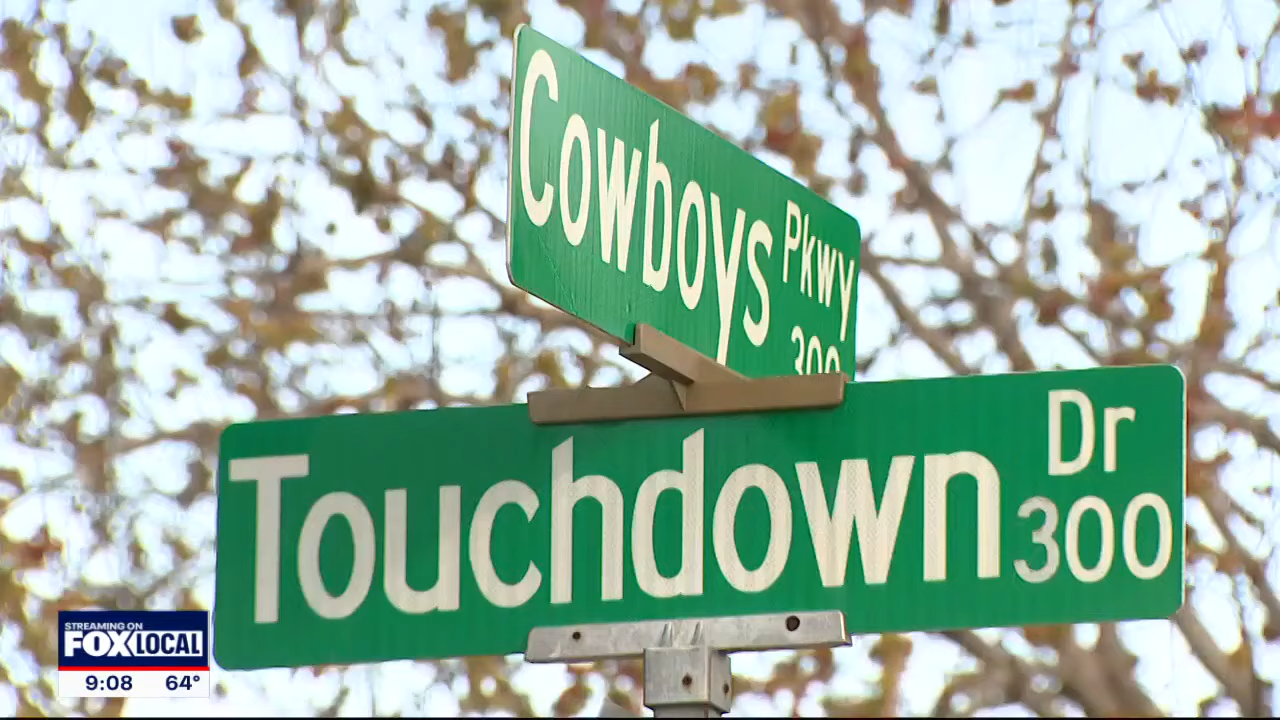 Cowboys Pkwy
300
Touchdown Dr
300
STREAMING ON
FOX LOCAL
9:08 64°